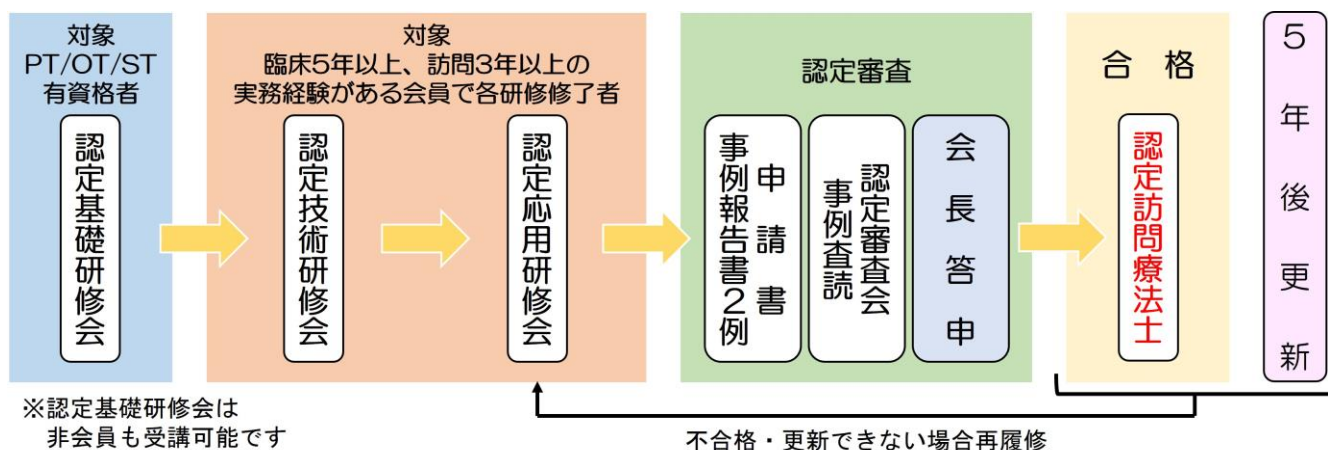 対象
PT/OT/ST
有資格者
認定基礎研修会
※認定基礎研修会は
非会員も受講可能です
対象
臨床5年以上、訪問3年以上の
実務経験がある会員で各研修修了者
認定技術研修会
認定応用研修会
認定審査
申請書
事例報告書2例
認定審査会
事例査読
会長答申
合格
認定訪問療法士
5年後更新
不合格・更新できない場合再履修